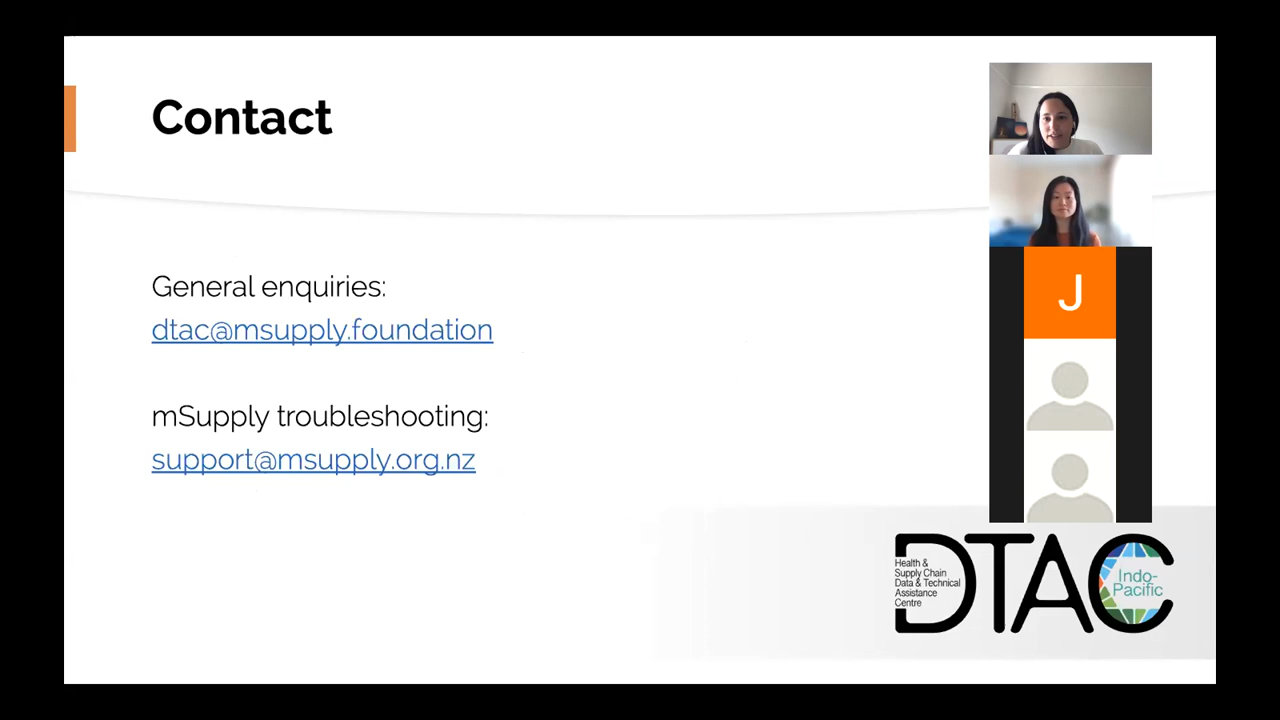 Contact
General enquiries:
dtac@msupply.foundation
mSupply troubleshooting:
support@msupply.org.nz
J
DTAC
Health &
Supply Chain
Data & Technical
Assistance
Centre
Indo-
Pacific